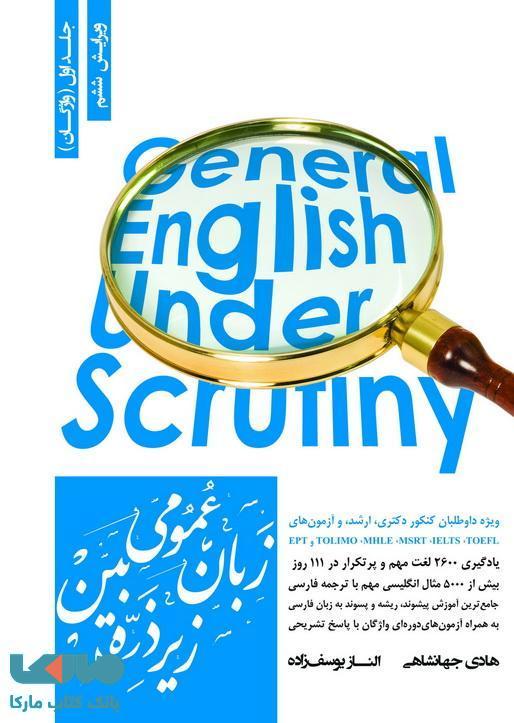 جلد اول (واژگان)
ویرایش ششم
General
English
Under
Scrutiny
زبان عمومی
زیر ذره بین
ویژه داوطلبان کنکور دکتری، ارشد، و آزمون‌های
TOEFL، IELTS، MSRT، MHLE، TOLIMO و EPT
یادگیری ۲۶۰۰ لغت مهم و پرتکرار در ۱۱۱ روز
بیش از ۵۰۰۰ مثال انگلیسی مهم با ترجمه فارسی
جامع‌ترین آموزش پیشوند، ریشه و پسوند به زبان فارسی
به همراه آزمون‌های دوره‌ای واژگان با پاسخ تشریحی
هادی جهانشاهی الناز یوسف‌زاده
مارکا
بانک کتاب مارکا